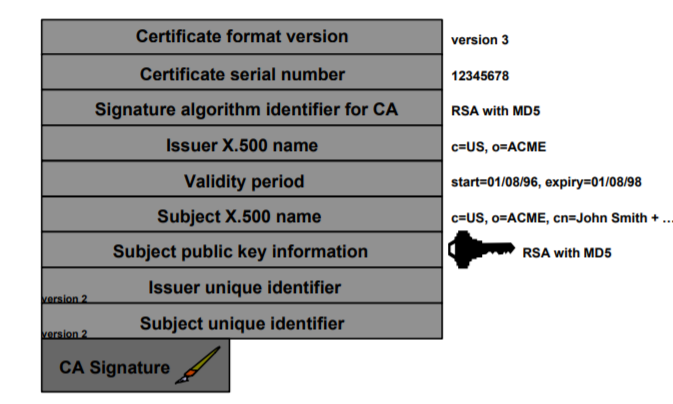 Certificate format version version 3
Certificate serial number 12345678
Signature algorithm identifier for CA RSA with MD5
Issuer X.500 name c=US, o=ACME
Validity period start=01/08/96, expiry=01/08/98
Subject X.500 name c=US, o=ACME, cn=John Smith + ...
Subject public key information RSA with MD5
Issuer unique identifier
version 2
Subject unique identifier
version 2
CA Signature